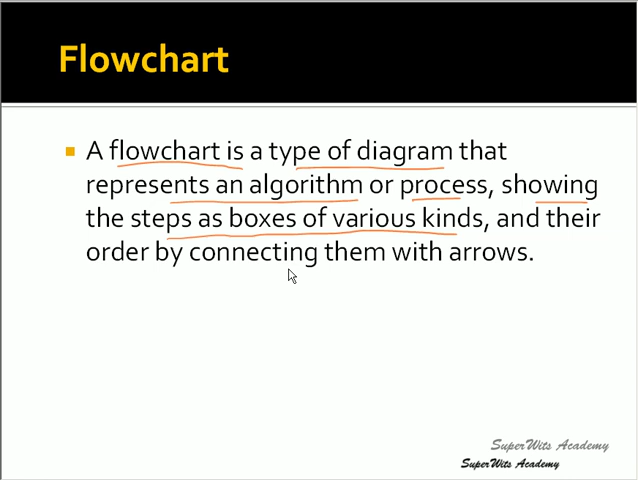 Flowchart
A flowchart is a type of diagram that
represents an algorithm or process, showing
the steps as boxes of various kinds, and their
order by connecting them with arrows.
SuperWits Academy
SuperWits Academy